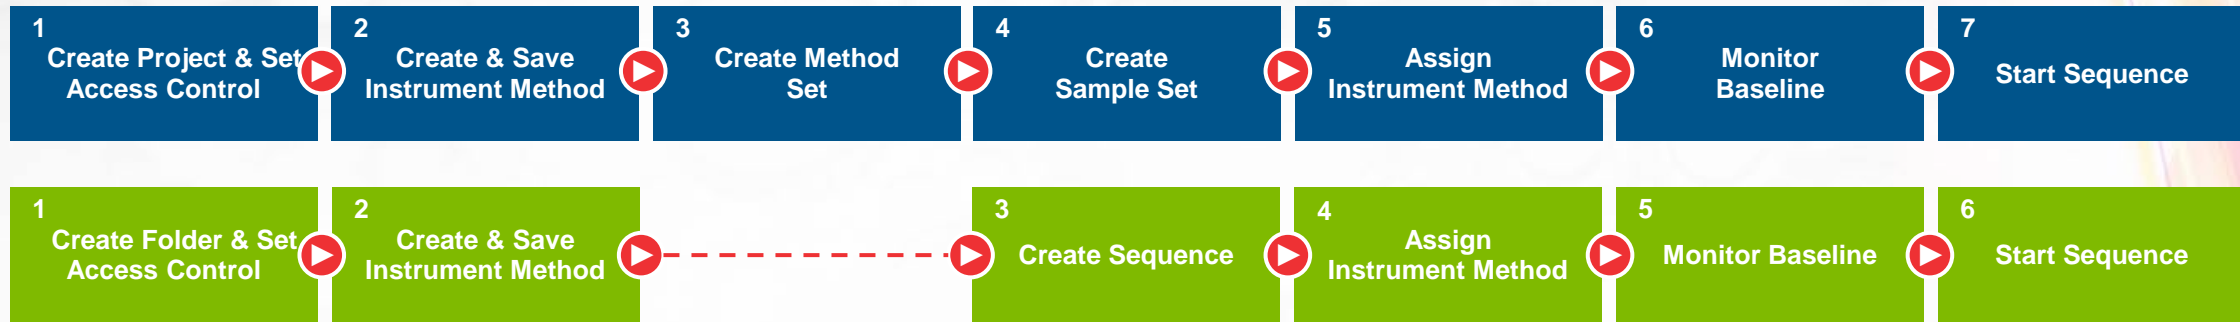 1
Create Project & Set
Access Control
2
Create & Save
Instrument Method
3
Create Method
Set
4
Create
Sample Set
5
Assign
Instrument Method
6
Monitor
Baseline
7
Start Sequence
1
Create Folder & Set
Access Control
2
Create & Save
Instrument Method
3
Create Sequence
4
Assign
Instrument Method
5
Monitor Baseline
6
Start Sequence